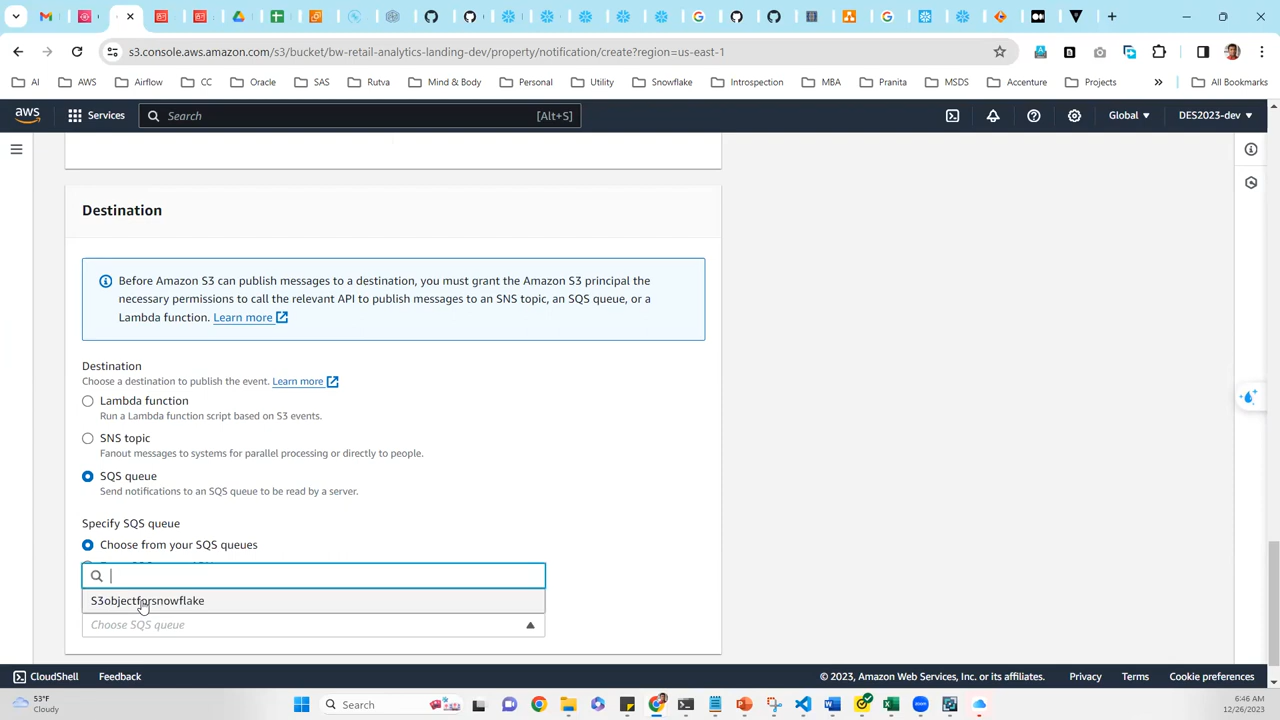 s3.console.aws.amazon.com/s3/bucket/bw-retail-analytics-landing-dev/property/notification/create?region=us-east-1
AI
AWS
Airflow
CC
Oracle
SAS
Rutva
Mind & Body
Personal
Utility
Snowflake
Introspection
MBA
Pranita
MSDS
Accenture
Projects
All Bookmarks
aws
Services
Search
[Alt+S]
Global
DES2023-dev
Destination
Before Amazon S3 can publish messages to a destination, you must grant the Amazon S3 principal the
necessary permissions to call the relevant API to publish messages to an SNS topic, an SQS queue, or a
Lambda function. Learn more
Destination
Choose a destination to publish the event. Learn more
Lambda function
Run a Lambda function script based on S3 events.
SNS topic
Fanout messages to systems for parallel processing or directly to people.
SQS queue
Send notifications to an SQS queue to be read by a server.
Specify SQS queue
Choose from your SQS queues
S3objectforsnowflake
Choose SQS queue
CloudShell
Feedback
© 2023, Amazon Web Services, Inc. or its affiliates.
Privacy
Terms
Cookie preferences
53°F
Cloudy
Search
6:46 AM
12/26/2023